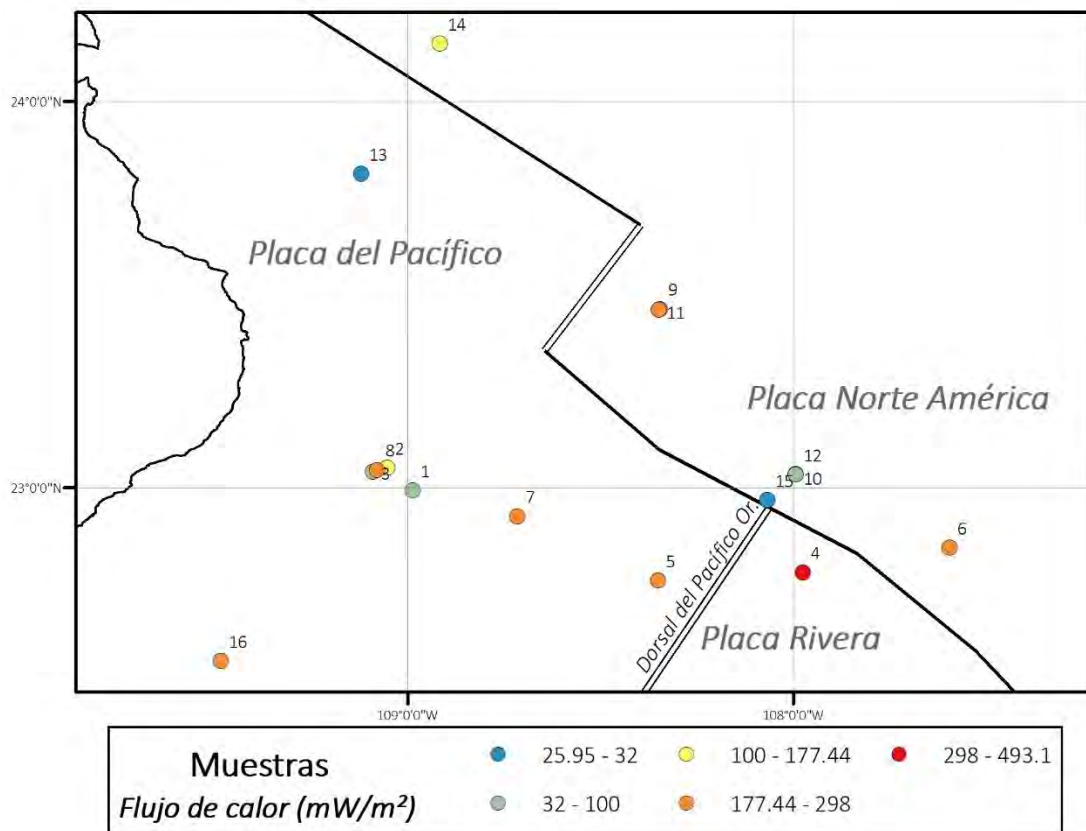 14
24°0'0"N
13
Placa del Pacífico
9
11
Placa Norte América
8 2
3
1
12
10
15
23°0'0"N
7
6
5
4
Dorsal del Pacífico Or.
Placa Rivera
16
109°0'0"W
108°0'0"W
Muestras
Flujo de calor (mW/m²)
25.95 - 32
100 - 177.44
298 - 493.1
32 - 100
177.44 - 298